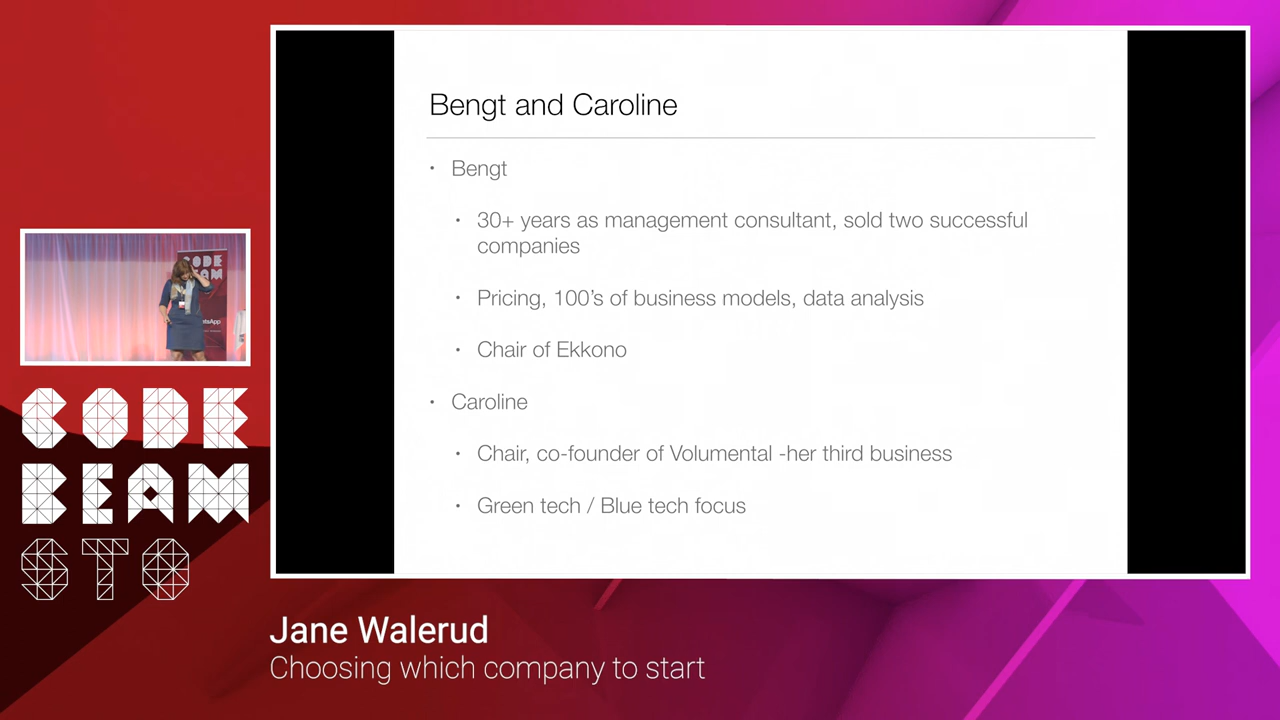 Bengt and Caroline
• Bengt
• 30+ years as management consultant, sold two successful
companies
• Pricing, 100's of business models, data analysis
• Chair of Ekkono
• Caroline
• Chair, co-founder of Volumental -her third business
• Green tech / Blue tech focus
CODE
BEAM
CODE
BEAM
STO
Jane Walerud
Choosing which company to start